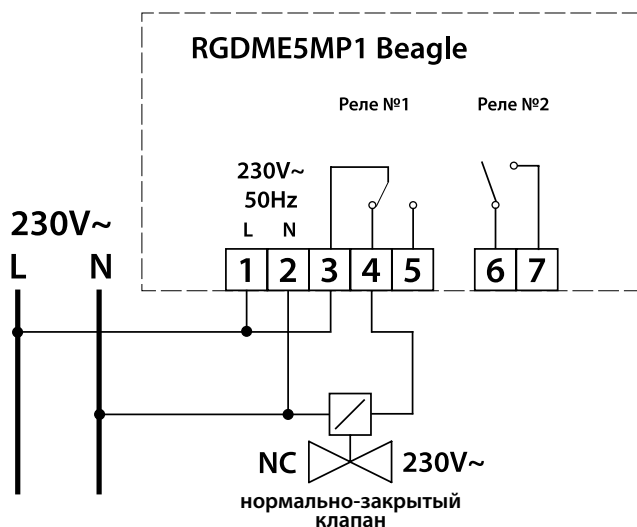 RGDME5MP1 Beagle
Реле №1 Реле №2
230V~
50Hz
L N
230V~
L N
1 2 3 4 5 6 7
NC 230V~
нормально-закрытый
клапан